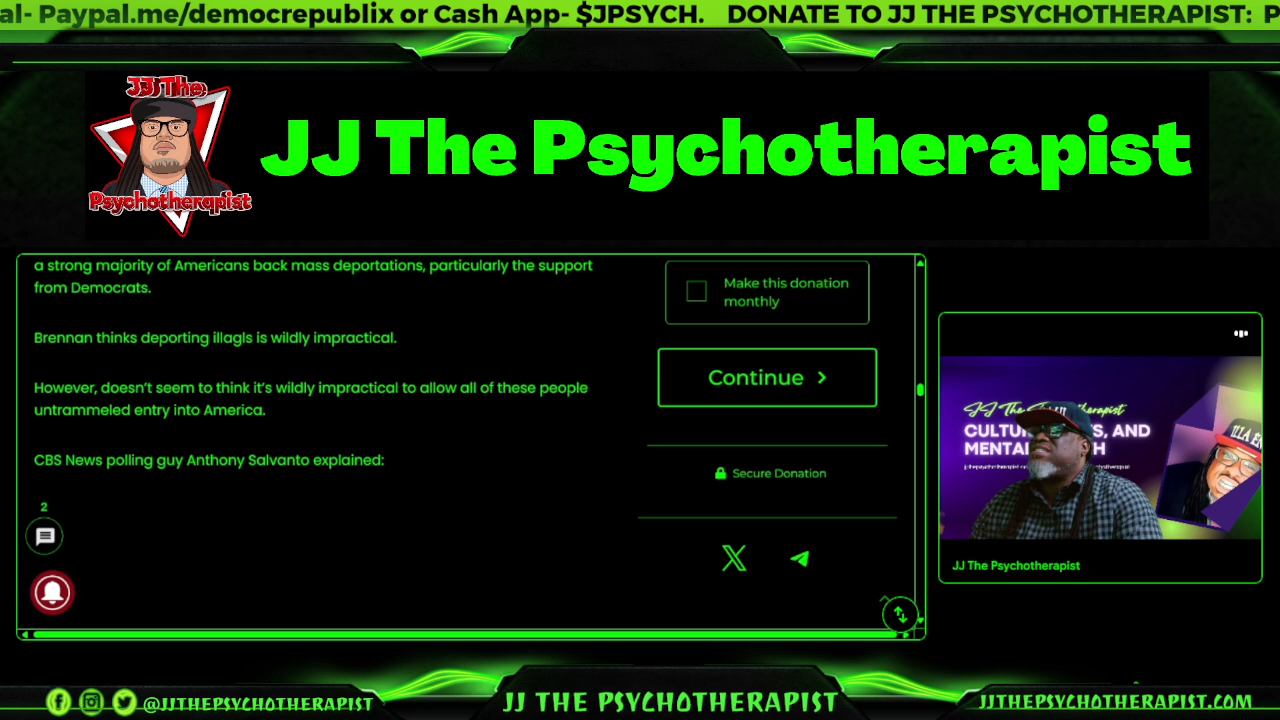 al- Paypal.me/democrepublix or Cash App- $JPSYCH. DONATE TO JJ THE PSYCHOTHERAPIST: P
JJ The
Psychotherapist
JJ The Psychotherapist
a strong majority of Americans back mass deportations, particularly the support
from Democrats.
Brennan thinks deporting illagls is wildly impractical.
However, doesn't seem to think it's wildly impractical to allow all of these people
untrammeled entry into America.
CBS News polling guy Anthony Salvanto explained:
2
Make this donation
monthly
Continue
Secure Donation
JJ The
AND
JJ The Psychotherapist
@JJTHEPSYCHOTHERAPIST
JJ THE PSYCHOTHERAPIST
JJTHEPSYCHOTHERAPIST.COM